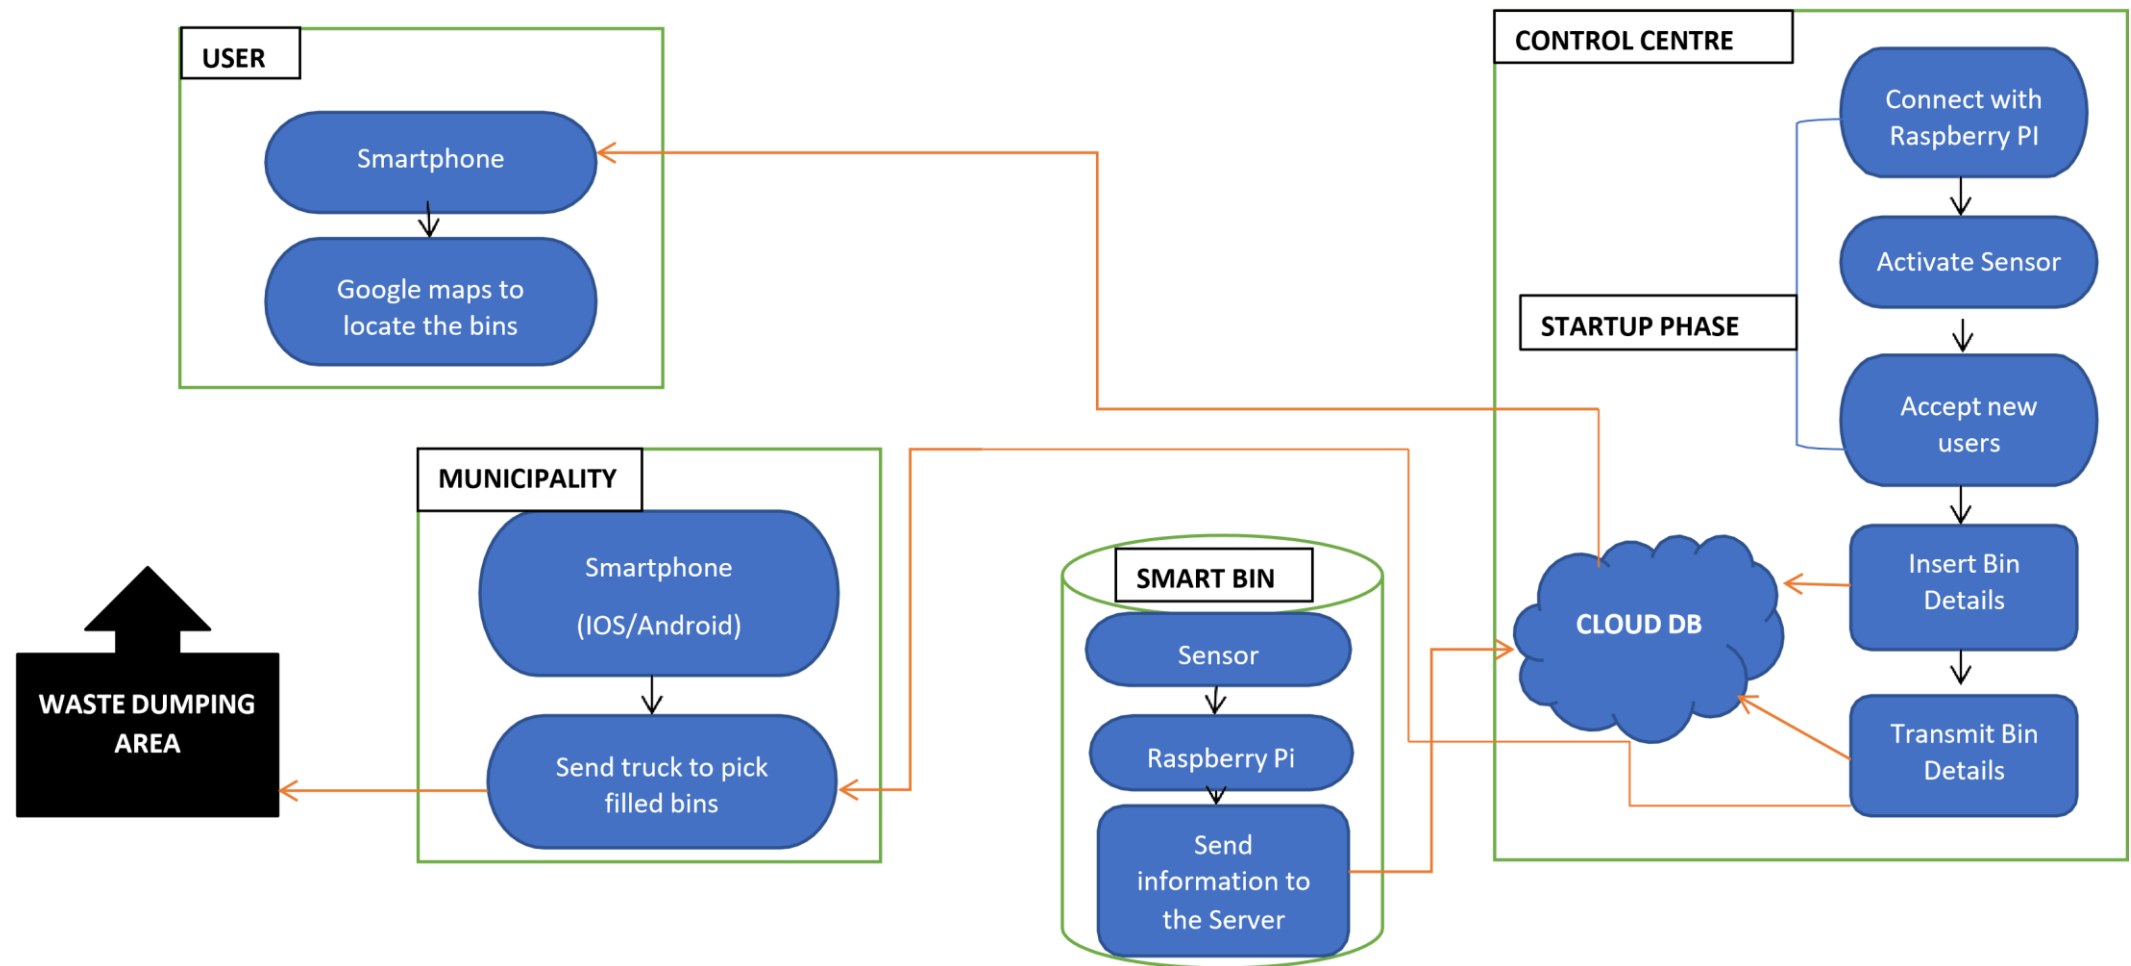 USER
Smartphone
Google maps to
locate the bins
MUNICIPALITY
Smartphone
(IOS/Android)
Send truck to pick
filled bins
WASTE DUMPING
AREA
SMART BIN
Sensor
Raspberry Pi
Send
information to
the Server
CONTROL CENTRE
Connect with
Raspberry PI
Activate Sensor
STARTUP PHASE
Accept new
users
Insert Bin
Details
CLOUD DB
Transmit Bin
Details